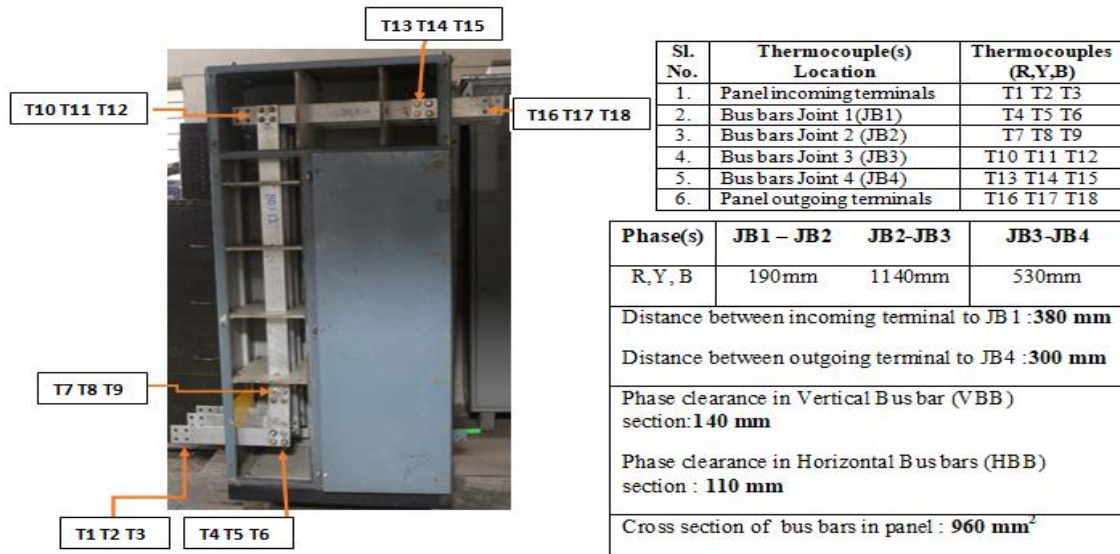 T13 T14 T15
T10 T11 T12
T16 T17 T18
T7 T8 T9
T1 T2 T3
T4 T5 T6
Sl. No. Thermocouple(s) Location Thermocouples (R,Y,B)
1. Panel incoming terminals T1 T2 T3
2. Bus bars Joint 1(JB1) T4 T5 T6
3. Bus bars Joint 2 (JB2) T7 T8 T9
4. Bus bars Joint 3 (JB3) T10 T11 T12
5. Bus bars Joint 4 (JB4) T13 T14 T15
6. Panel outgoing terminals T16 T17 T18
Phase(s) JB1 – JB2 JB2-JB3 JB3-JB4
R, Y, B 190mm 1140mm 530mm
Distance between incoming terminal to JB1 :380 mm
Distance between outgoing terminal to JB4 :300 mm
Phase clearance in Vertical Busbar (VBB)
section:140 mm
Phase clearance in Horizontal Busbars (HBB)
section : 110 mm
Cross section of bus bars in panel : 960 mm²